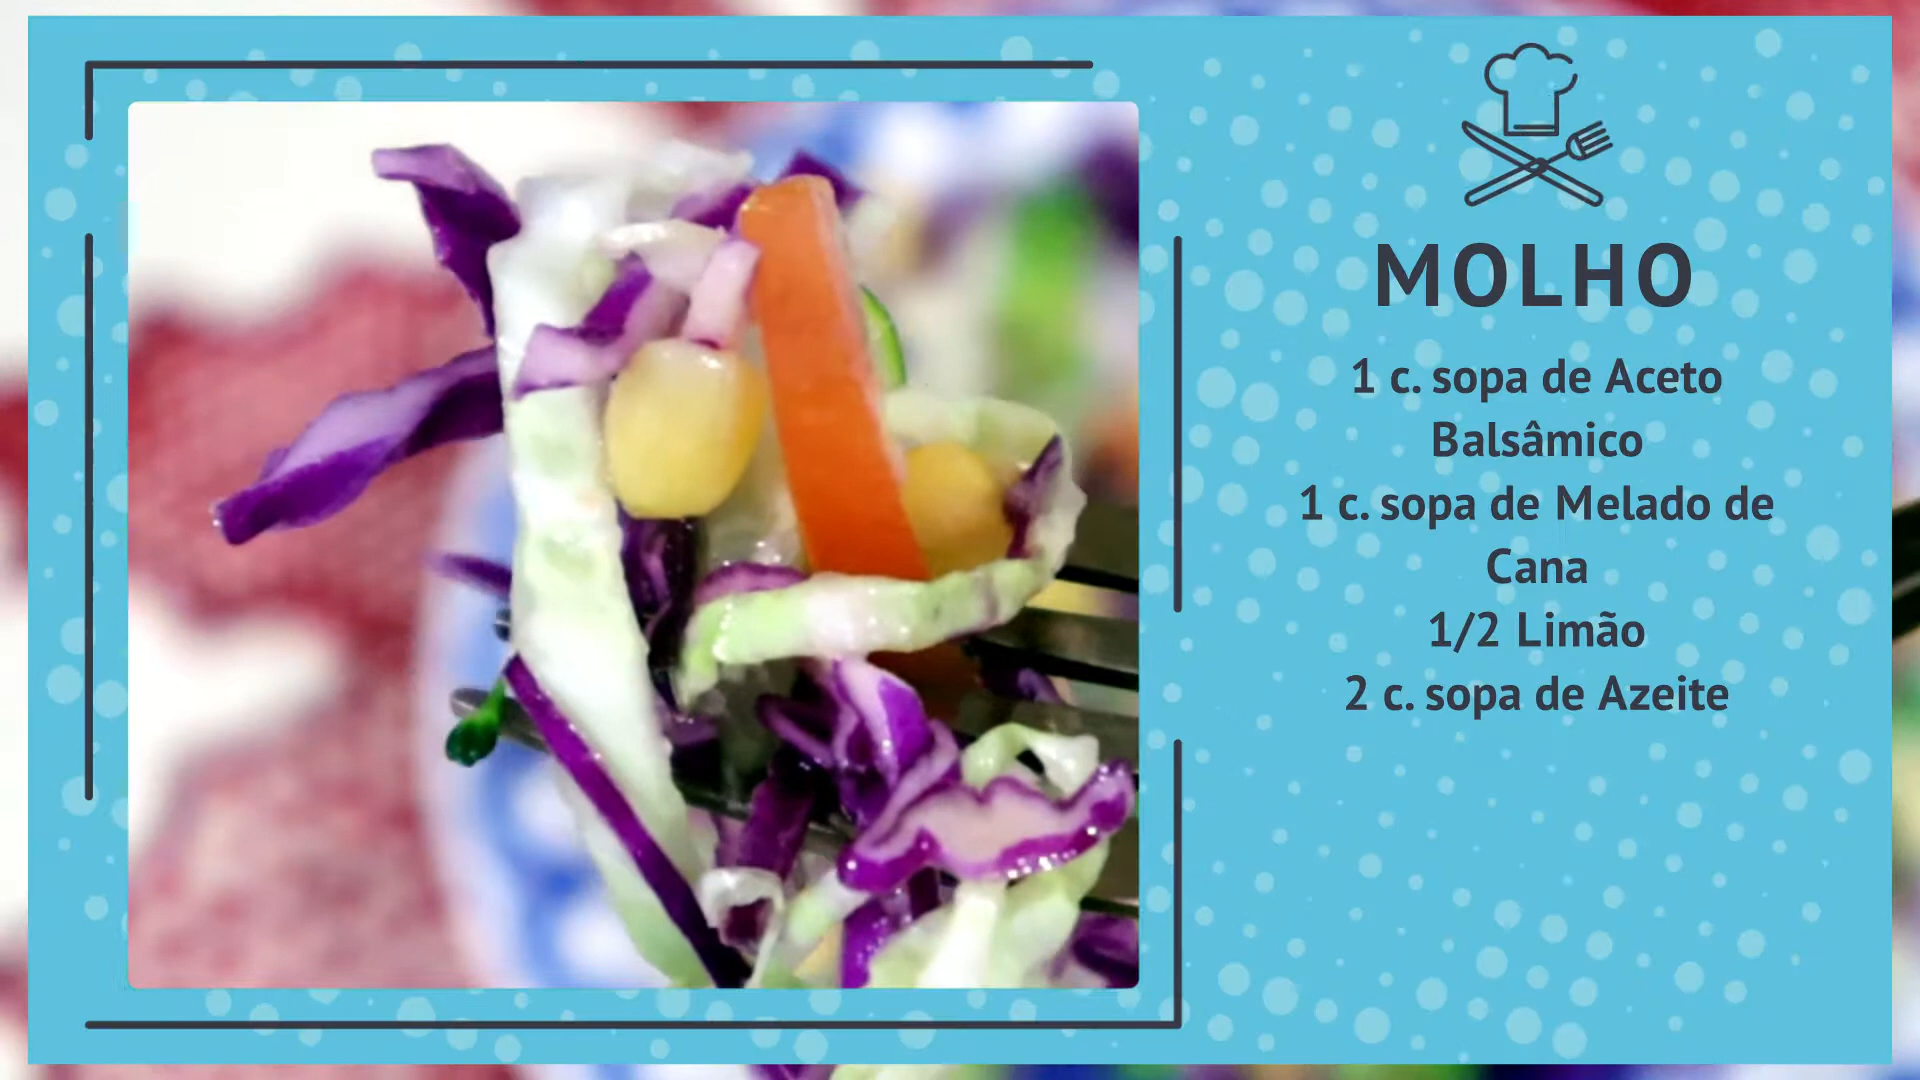 MOLHO
1 c. sopa de Aceto
Balsâmico
1 c. sopa de Melado de
Cana
1/2 Limão
2 c. sopa de Azeite